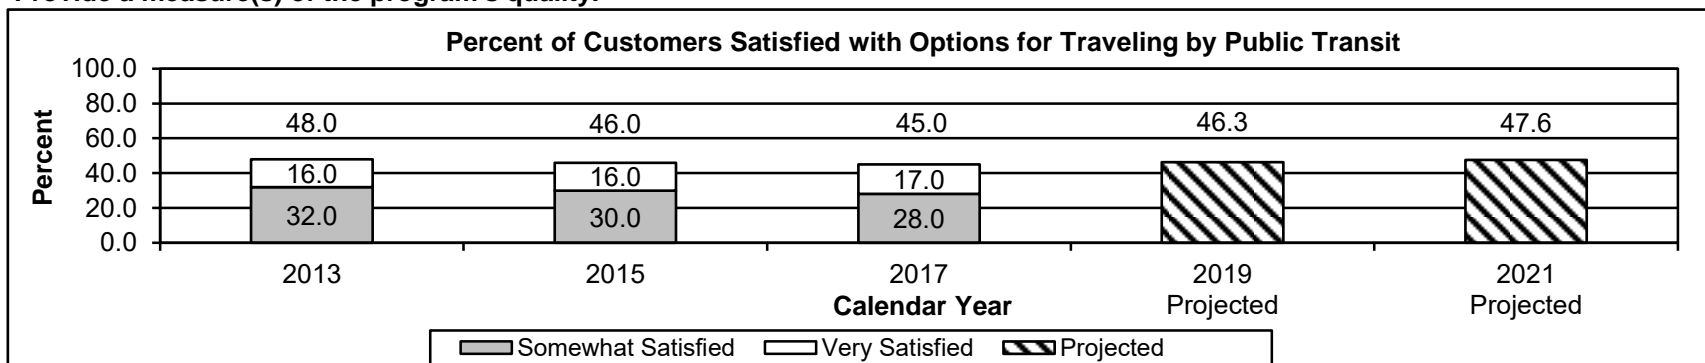 Provide a measure(s) of the program's quality.
Percent of Customers Satisfied with Options for Traveling by Public Transit
Percent
100.0
80.0
60.0
40.0
20.0
0.0
48.0 46.0 45.0 46.3 47.6
16.0 16.0 17.0
32.0 30.0 28.0
2013 2015 2017 2019 2021
Calendar Year Projected Projected
Somewhat Satisfied Very Satisfied Projected